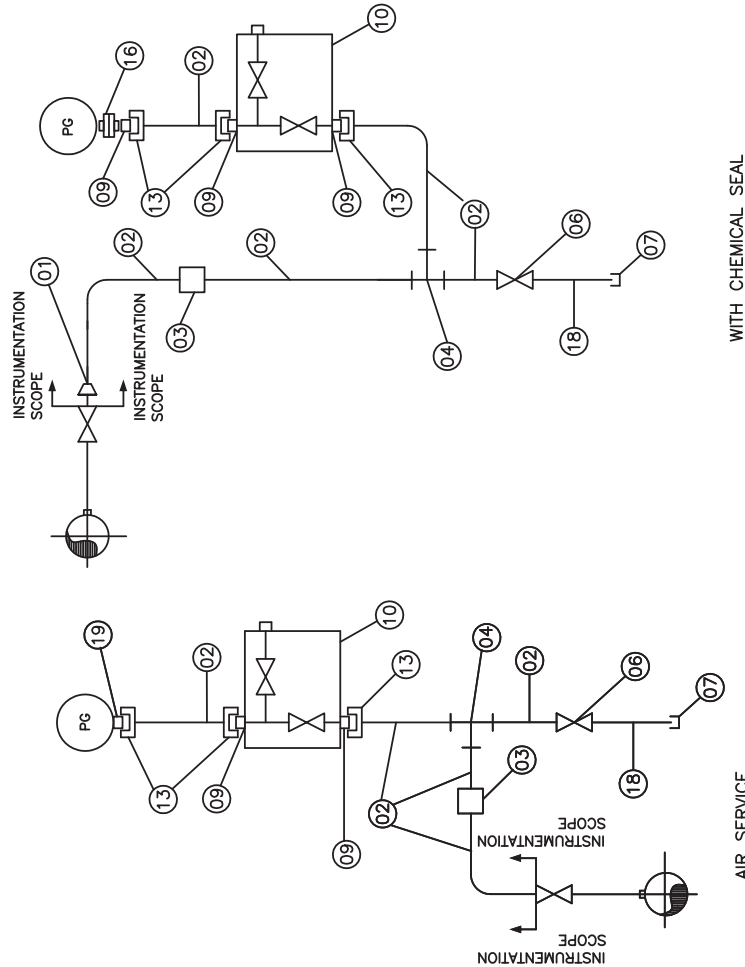 16
PG
02
10
09
13
09
09
13
01
02
02
02
06
INSTRUMENTATION
SCOPE
INSTRUMENTATION
SCOPE
03
04
18
07
WITH CHEMICAL SEAL
19
PG
02
10
13
09
13
04
02
06
09
02
03
07
18
INSTRUMENTATION
SCOPE
INSTRUMENTATION
SCOPE
AIR SERVICE